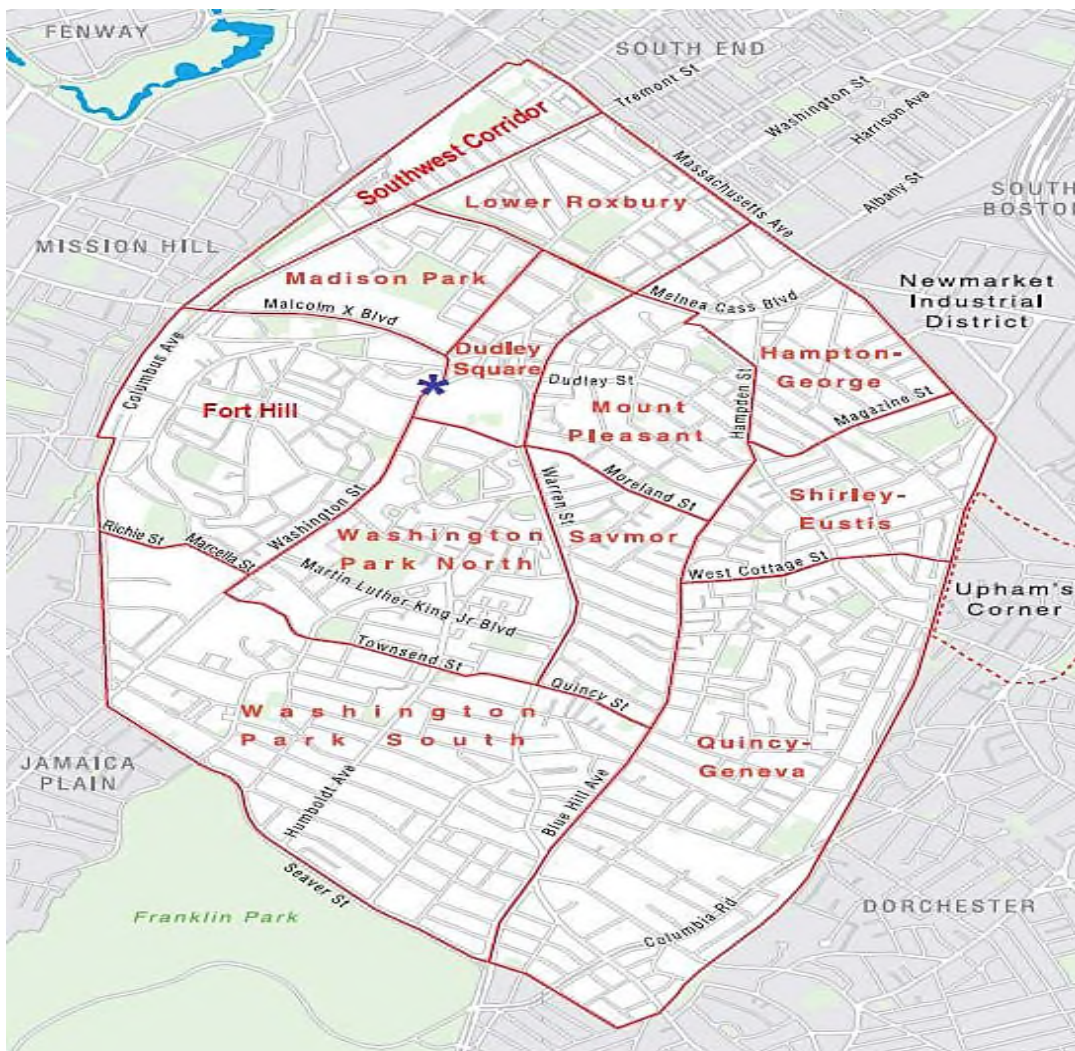 FENWAY
SOUTH END
Tremont St
Washington St
Harrison Ave
Southwest Corridor
Massachusetts Ave
Albany St
SOUTH
BOSTON
Lower Roxbury
MISSION HILL
Madison Park
Malcolm X Blvd
Melnea Cass Blvd
Newmarket
Industrial
District
Columbus Ave
Dudley
Square
*
Dudley St
Hampton-
George
Fort Hill
Mount
Pleasant
Hampden St
Magazine St
Washington St
Warren St
Moreland St
Shirley-
Eustis
Richie St
Marcella St
Washington
Park North
Savmor
West Cottage St
Martin Luther King Jr Blvd
Upham's
Corner
Townsend St
Quincy St
Washington
Park South
Quincy-
Geneva
JAMAICA
PLAIN
Humboldt Ave
Blue Hill Ave
Seaver St
Franklin Park
Columbia Rd
DORCHESTER